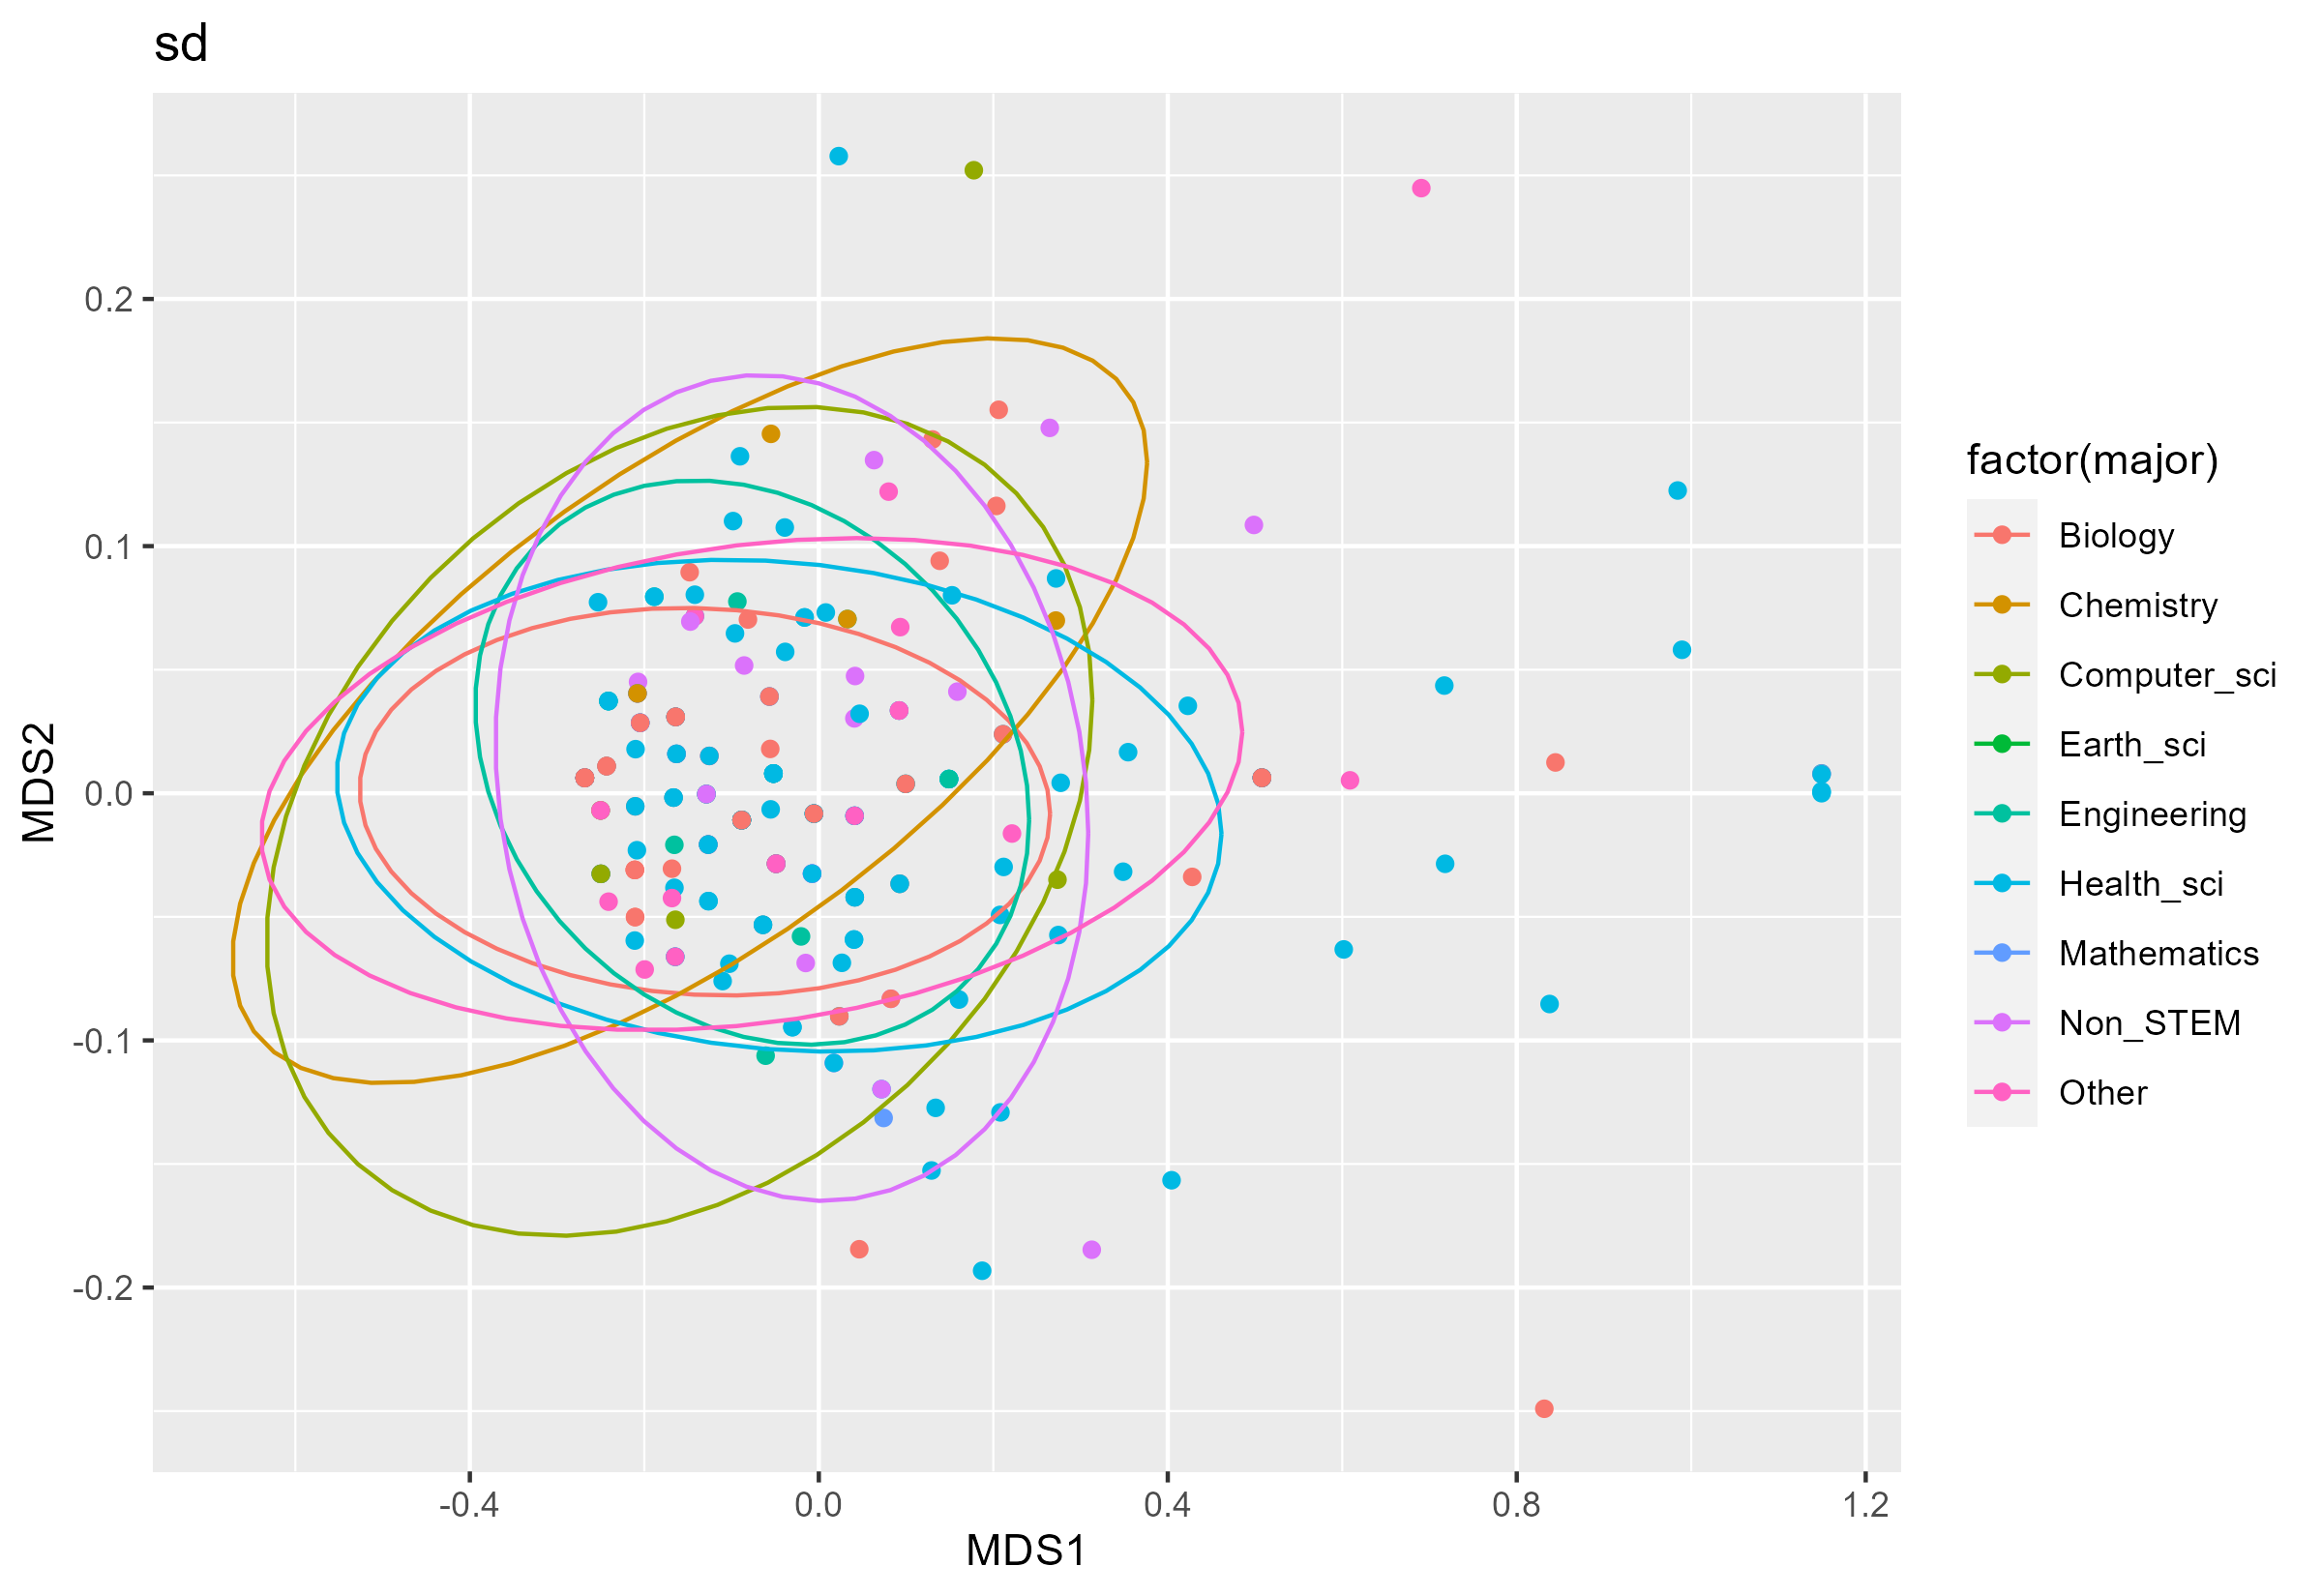 sd
MDS2
0.2
0.1
0.0
-0.1
-0.2
-0.4
0.0
0.4
0.8
1.2
MDS1
factor(major)
Biology
Chemistry
Computer_sci
Earth_sci
Engineering
Health_sci
Mathematics
Non_STEM
Other